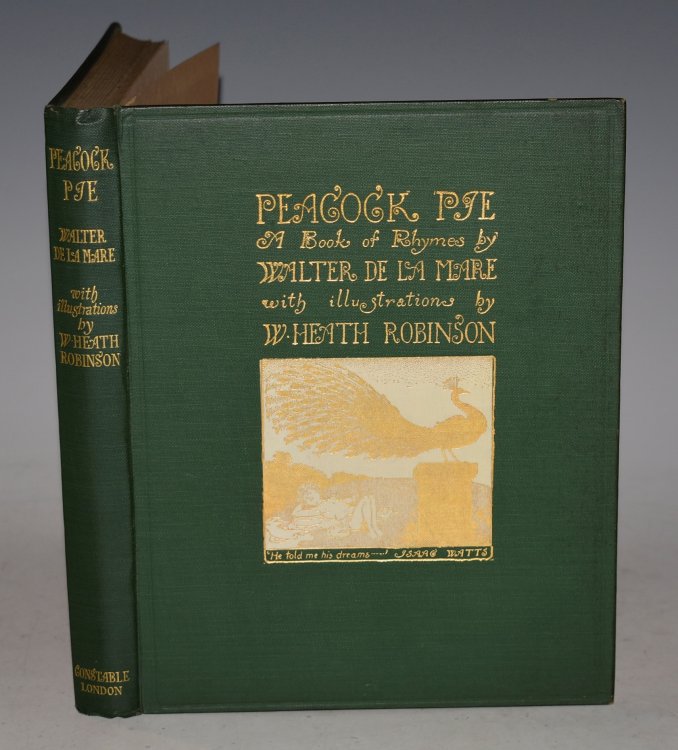 PEACOCK
PIE
WALTER
DE LA MARE
with
illustrations
by
W. HEATH
ROBINSON
CONSTABLE
LONDON
PEACOCK PIE
A Book of Rhymes by
WALTER DE LA MARE
with illustrations by
W. HEATH ROBINSON
"He told me his dreams----" ISAAC WATTS